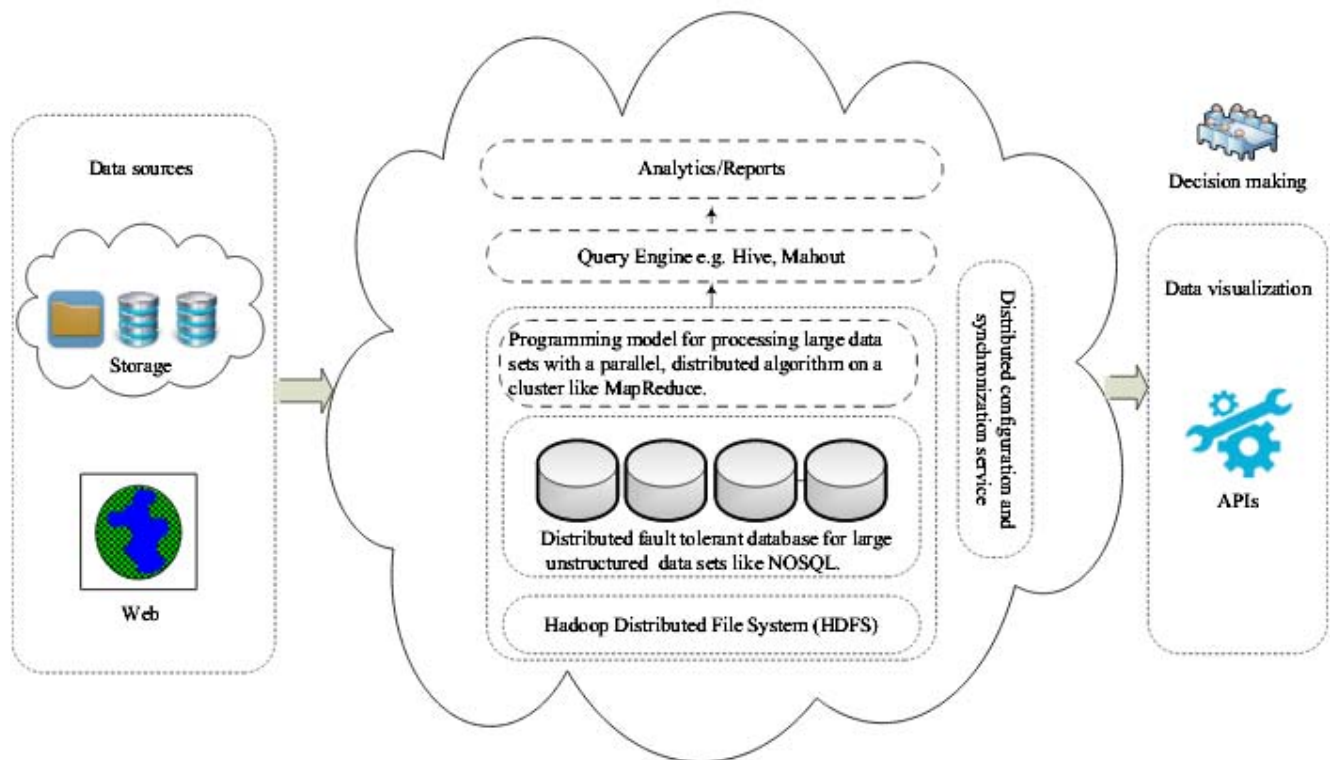 Data sources
Storage
Web
Analytics/Reports
Query Engine e.g. Hive, Mahout
Programming model for processing large data
sets with a parallel, distributed algorithm on a
cluster like MapReduce.
Distributed fault tolerant database for large
unstructured data sets like NOSQL.
Hadoop Distributed File System (HDFS)
Distributed configuration and
synchronization service
Decision making
Data visualization
APIs